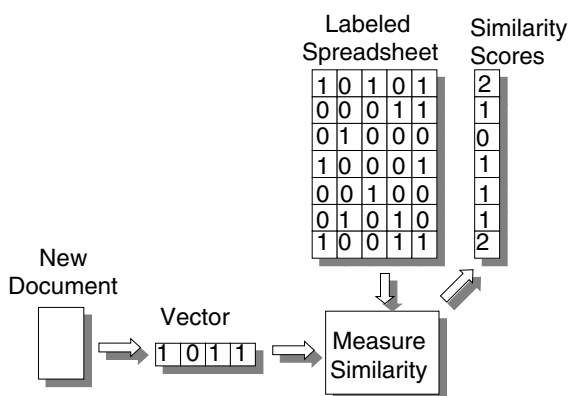 Labeled
Spreadsheet
Similarity
Scores
1 0 1 0 1 2
0 0 0 1 1 1
0 1 0 0 0 0
1 0 0 0 1 1
0 0 1 0 0 1
0 1 0 1 0 1
1 0 0 1 1 2
New
Document
Vector
1 0 1 1
Measure
Similarity